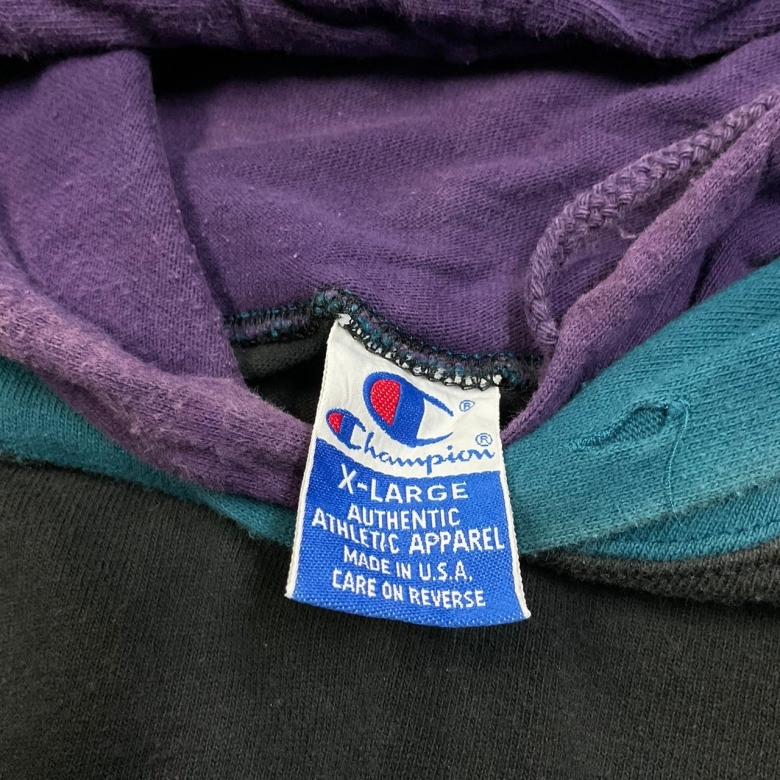 ®
Champion®
X-LARGE
AUTHENTIC
ATHLETIC APPAREL
MADE IN U.S.A.
CARE ON REVERSE